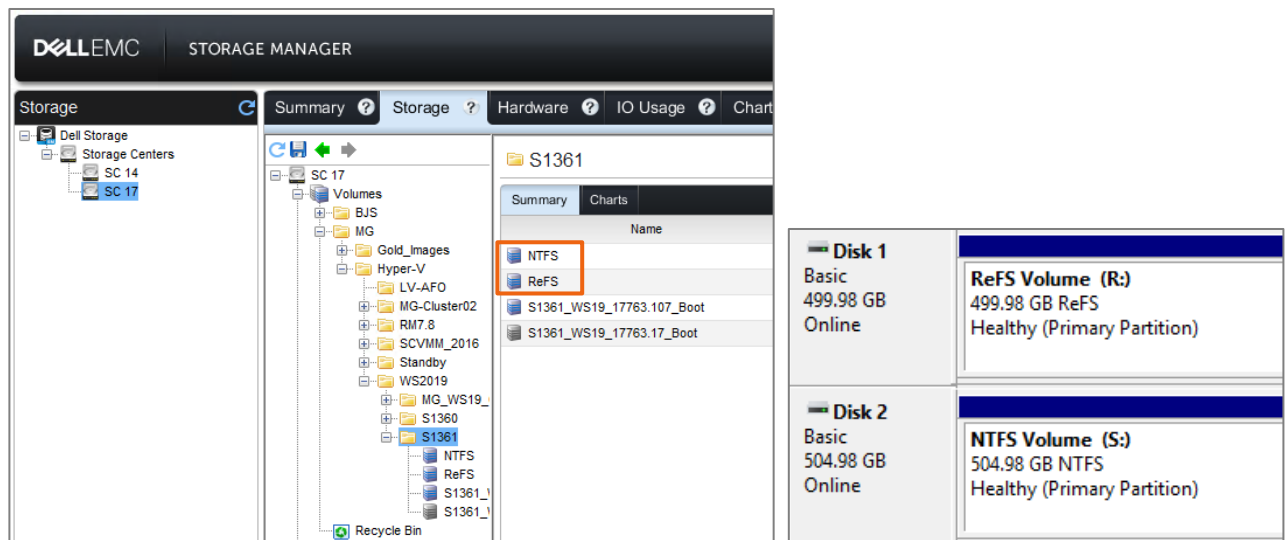 DELLEMC STORAGE MANAGER
Storage
Dell Storage
Storage Centers
SC 14
SC 17
Summary ? Storage ? Hardware ? IO Usage ? Chart
SC 17
Volumes
BJS
MG
Gold_Images
Hyper-V
LV-AFO
MG-Cluster02
RM7.8
SCVMM_2016
Standby
WS2019
MG_WS19_
S1360
S1361
NTFS
ReFS
S1361_
S1361_
Recycle Bin
S1361
Summary Charts
Name
NTFS
ReFS
S1361_WS19_17763.107_Boot
S1361_WS19_17763.17_Boot
Disk 1
Basic
499.98 GB
Online
ReFS Volume (R:)
499.98 GB ReFS
Healthy (Primary Partition)
Disk 2
Basic
504.98 GB
Online
NTFS Volume (S:)
504.98 GB NTFS
Healthy (Primary Partition)